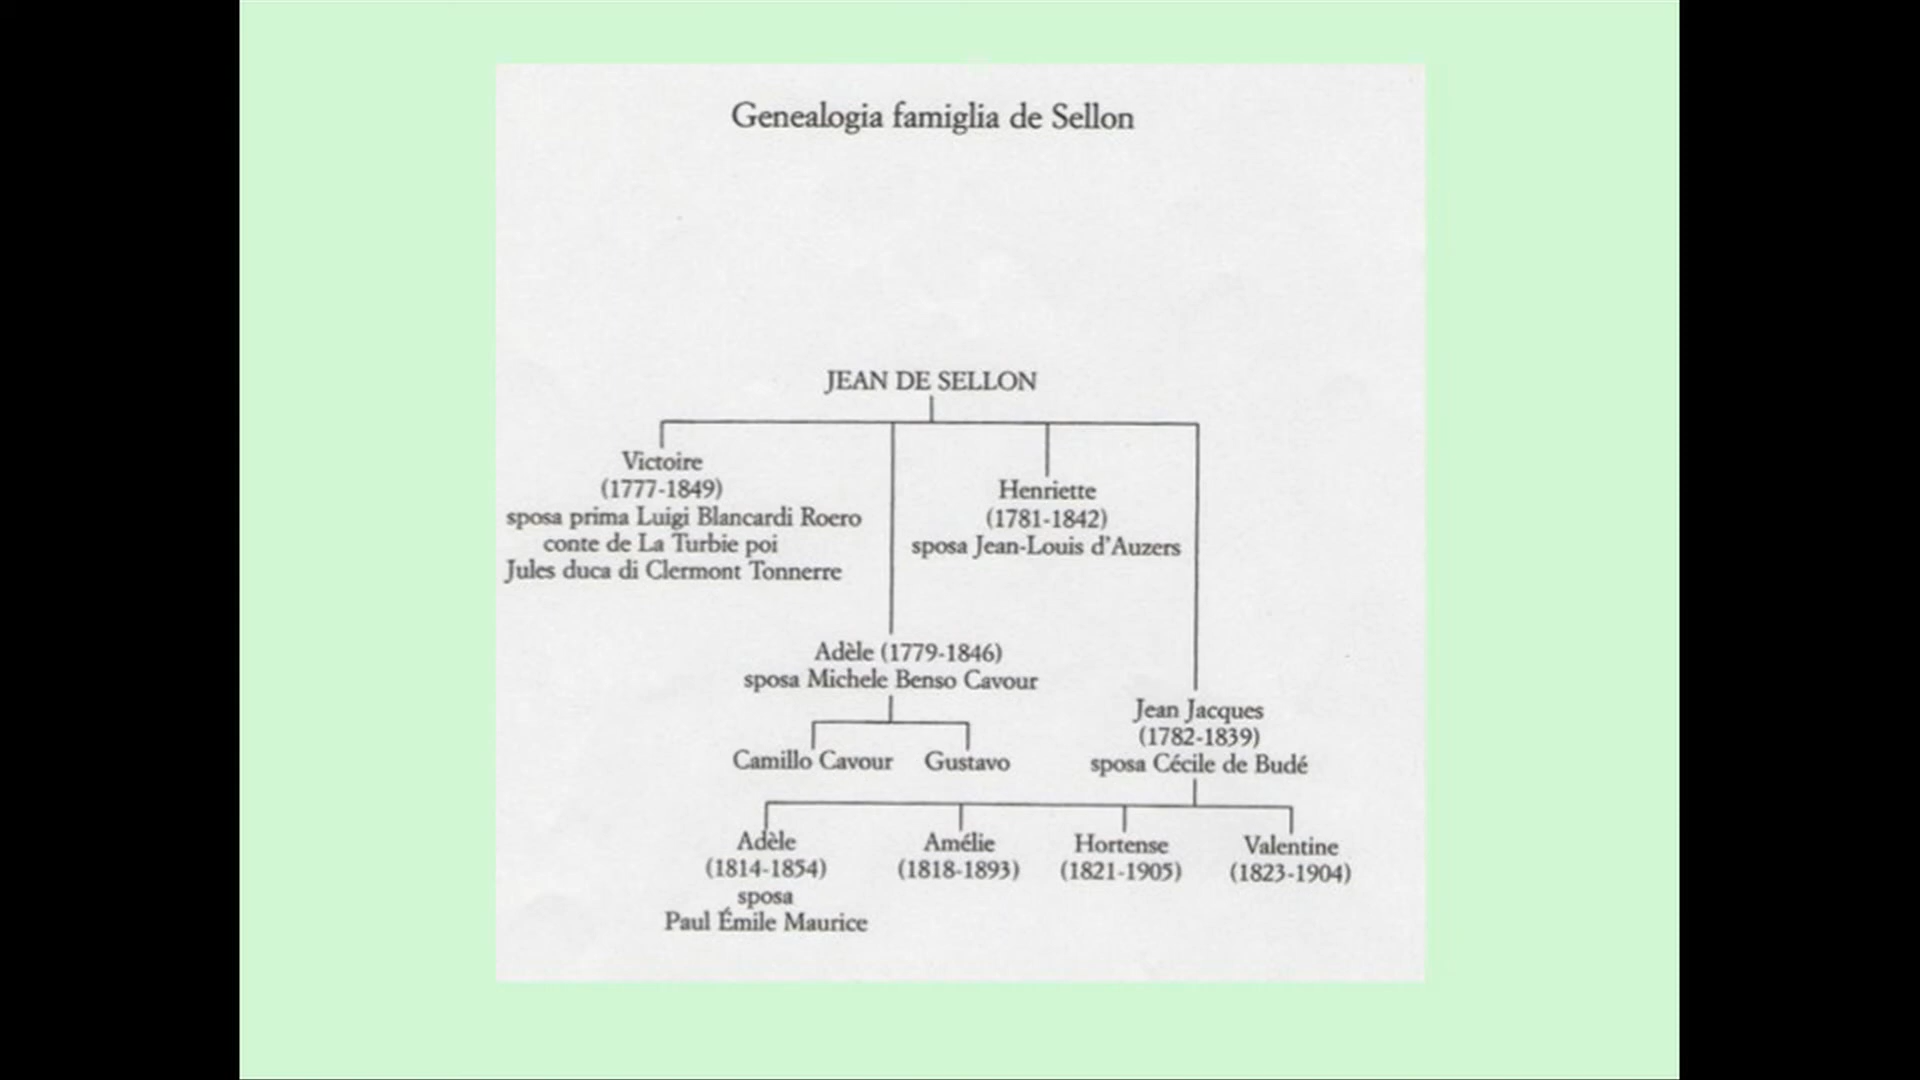 Genealogia famiglia de Sellon
JEAN DE SELLON
Victoire
(1777-1849)
sposa prima Luigi Blancardi Roero
conte de La Turbie poi
Jules duca di Clermont Tonnerre
Henriette
(1781-1842)
sposa Jean-Louis d'Auzers
Adèle (1779-1846)
sposa Michele Benso Cavour
Camillo Cavour
Gustavo
Jean Jacques
(1782-1839)
sposa Cécile de Budé
Adèle
(1814-1854)
sposa
Paul Émile Maurice
Amélie
(1818-1893)
Hortense
(1821-1905)
Valentine
(1823-1904)